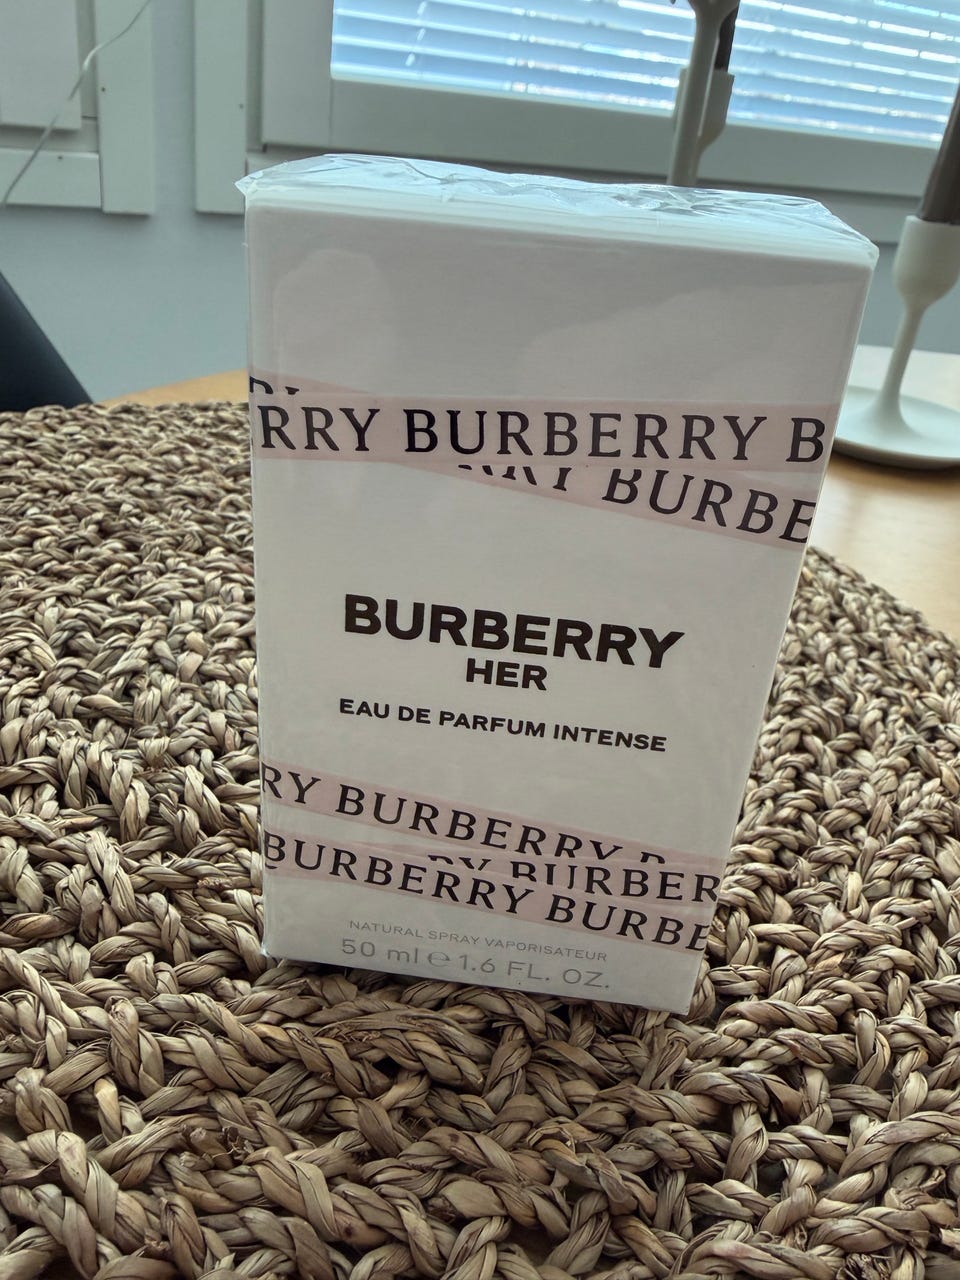 RRY BURBERRY B
BURBE
BURBERRY
HER
EAU DE PARFUM INTENSE
RY BURBERRY
RY BURBER
BURBERRY BURBE
NATURAL SPRAY VAPORISATEUR
50 ml e 1.6 FL. OZ.